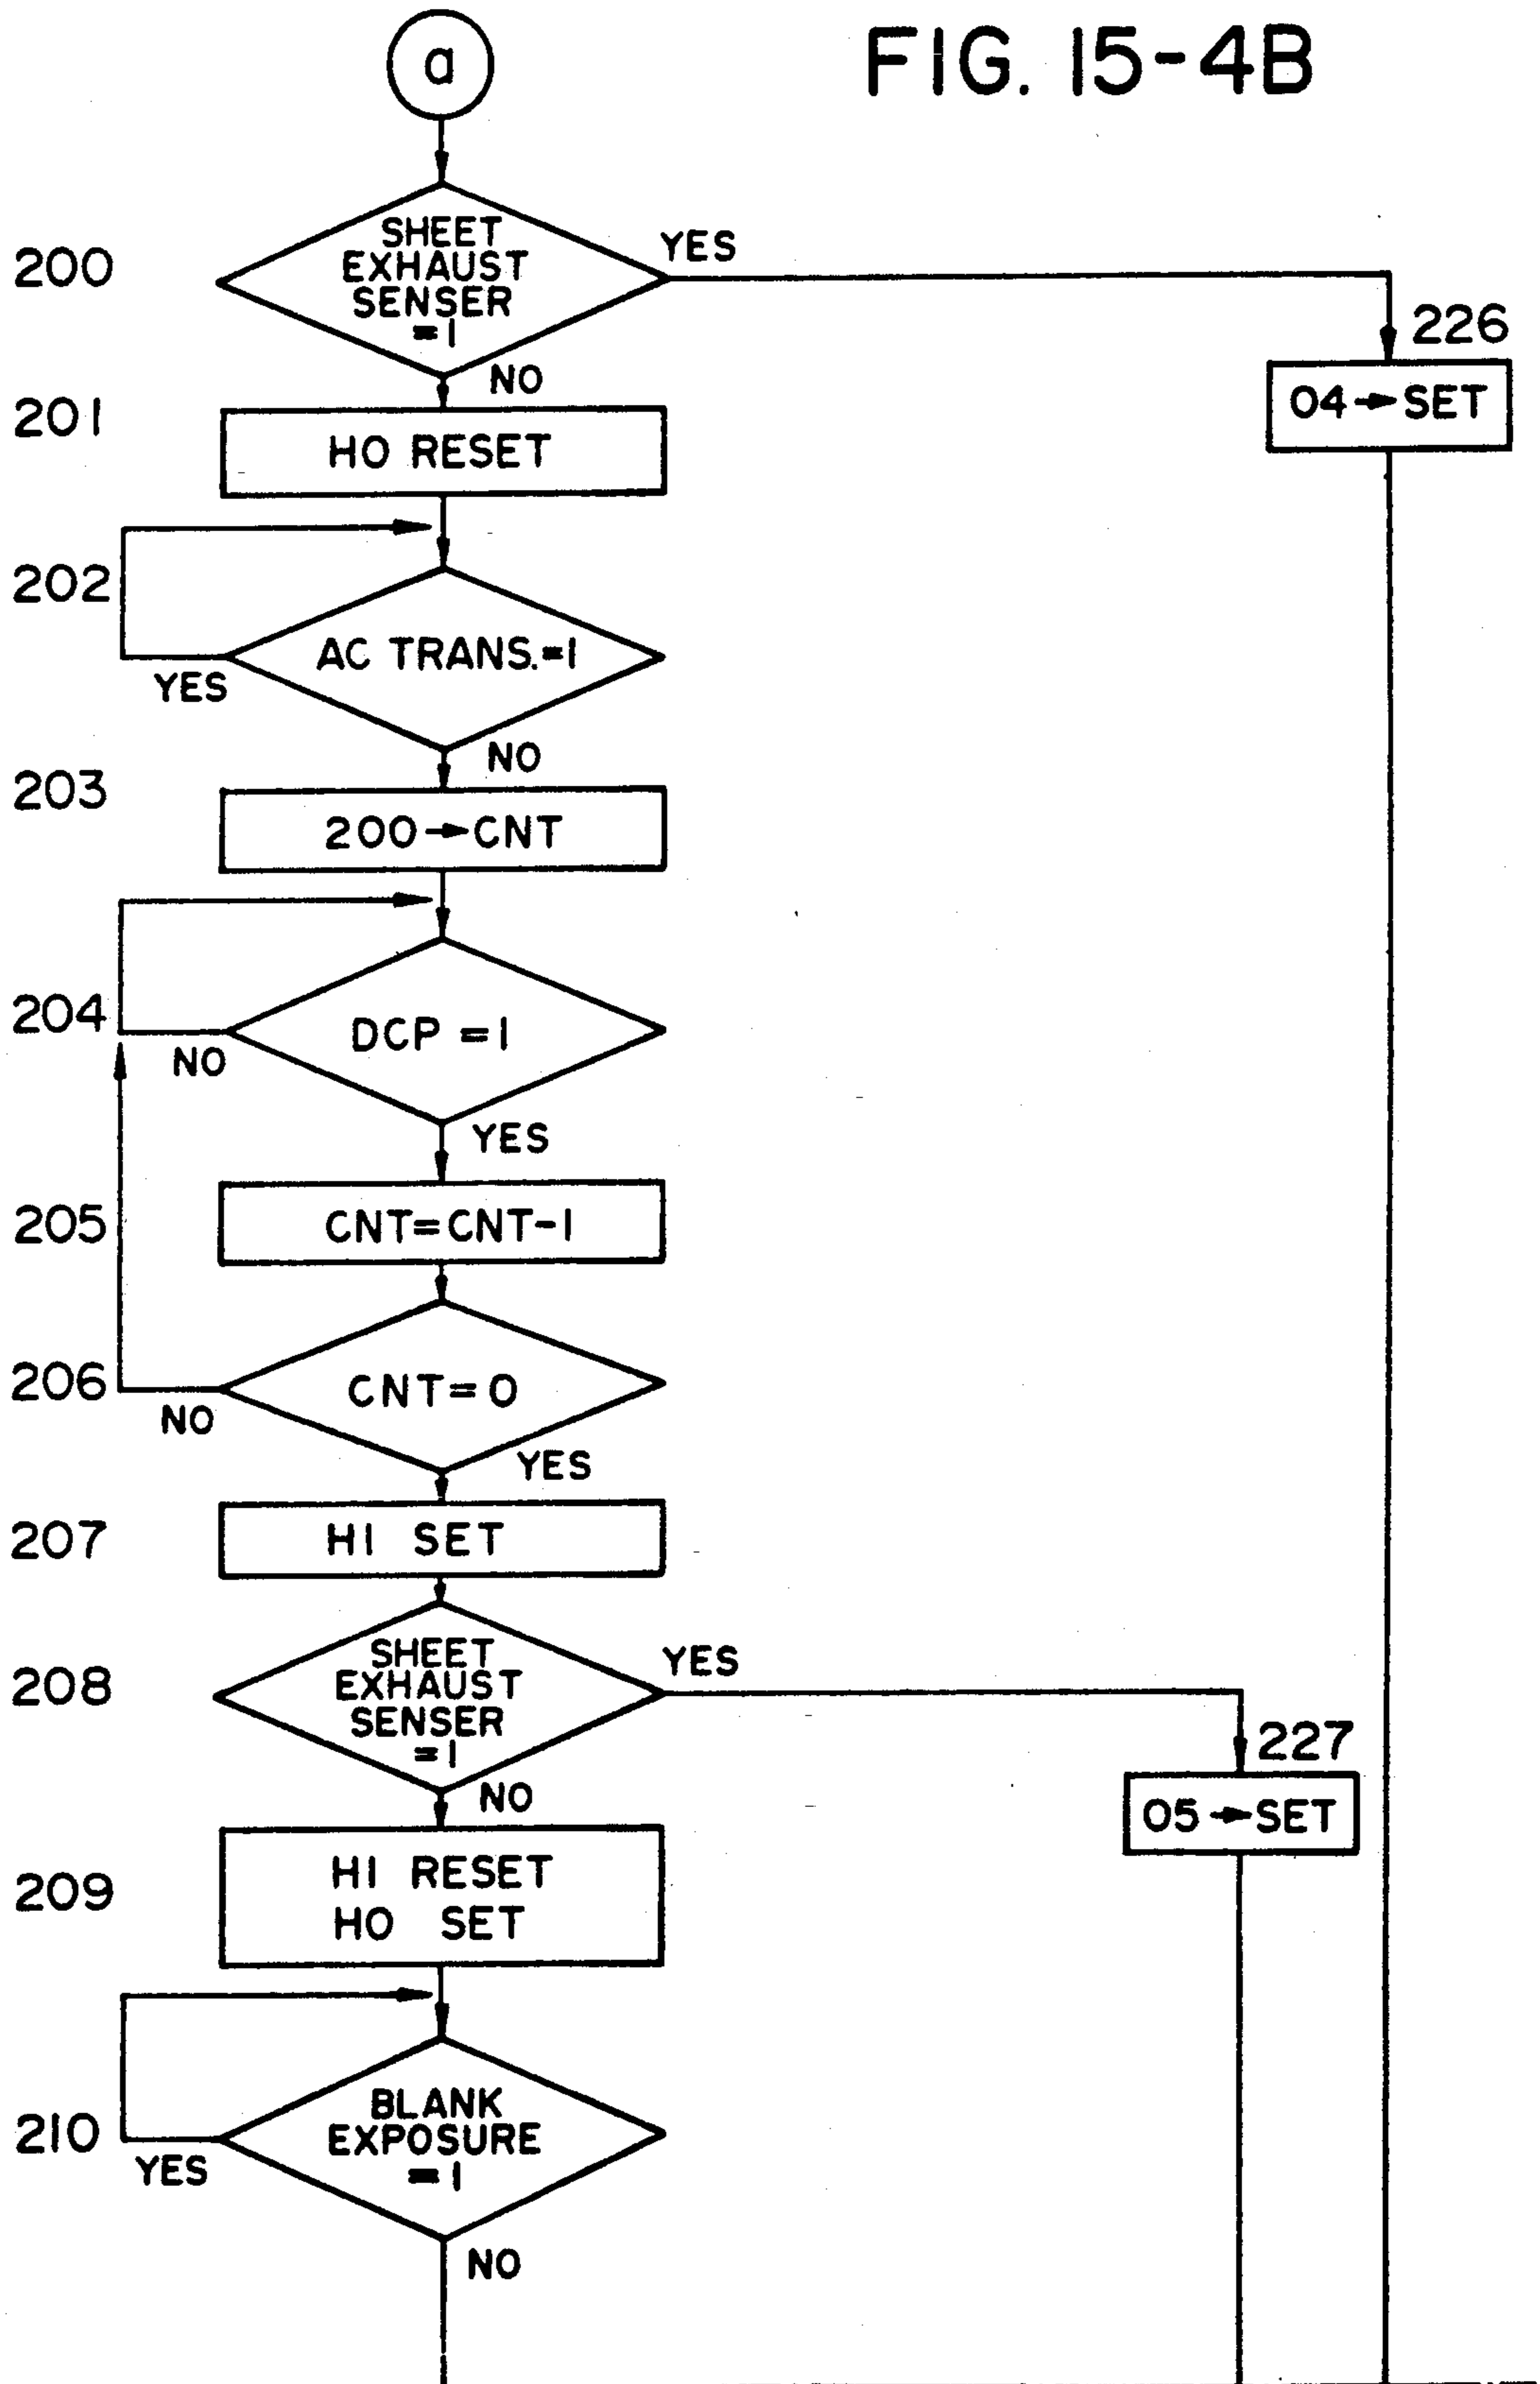 FIG. 15-4B
a
200
SHEET
EXHAUST
SENSER
=1
YES
NO
226
04→SET
201
HO RESET
202
AC TRANS.=1
YES
NO
203
200→CNT
204
DCP =1
NO
YES
205
CNT=CNT-1
206
CNT=0
NO
YES
207
HI SET
208
SHEET
EXHAUST
SENSER
=1
YES
NO
227
05→SET
209
HI RESET
HO SET
210
BLANK
EXPOSURE
=1
YES
NO